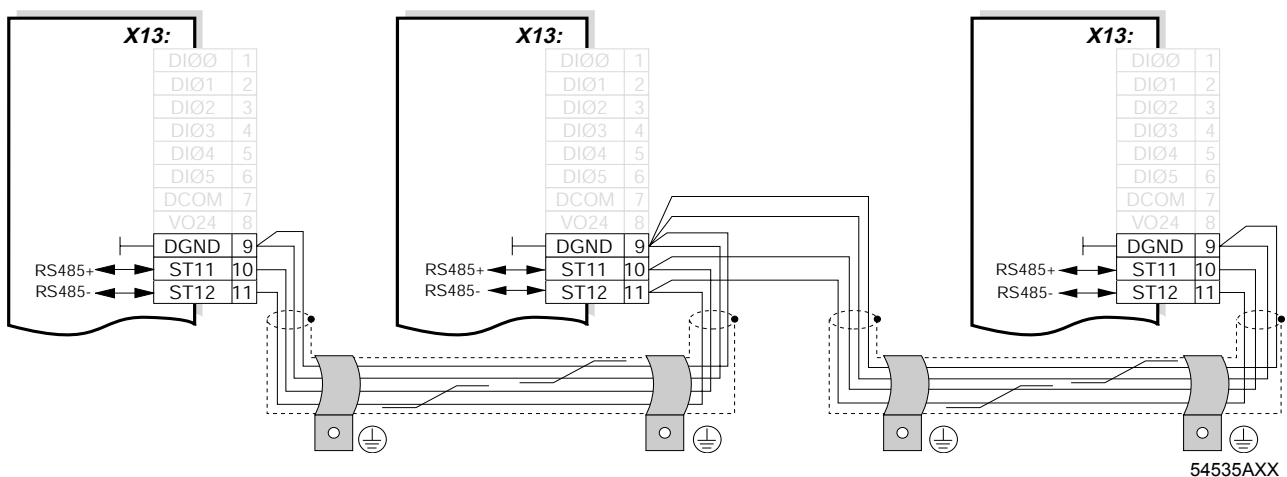 X13: X13: X13:
DIØØ 1 DIØØ 1 DIØØ 1
DIØ1 2 DIØ1 2 DIØ1 2
DIØ2 3 DIØ2 3 DIØ2 3
DIØ3 4 DIØ3 4 DIØ3 4
DIØ4 5 DIØ4 5 DIØ4 5
DIØ5 6 DIØ5 6 DIØ5 6
DCOM 7 DCOM 7 DCOM 7
VO24 8 VO24 8 VO24 8
DGND 9 DGND 9 DGND 9
RS485+ ST11 10 RS485+ ST11 10 RS485+ ST11 10
RS485- ST12 11 RS485- ST12 11 RS485- ST12 11
54535AXX